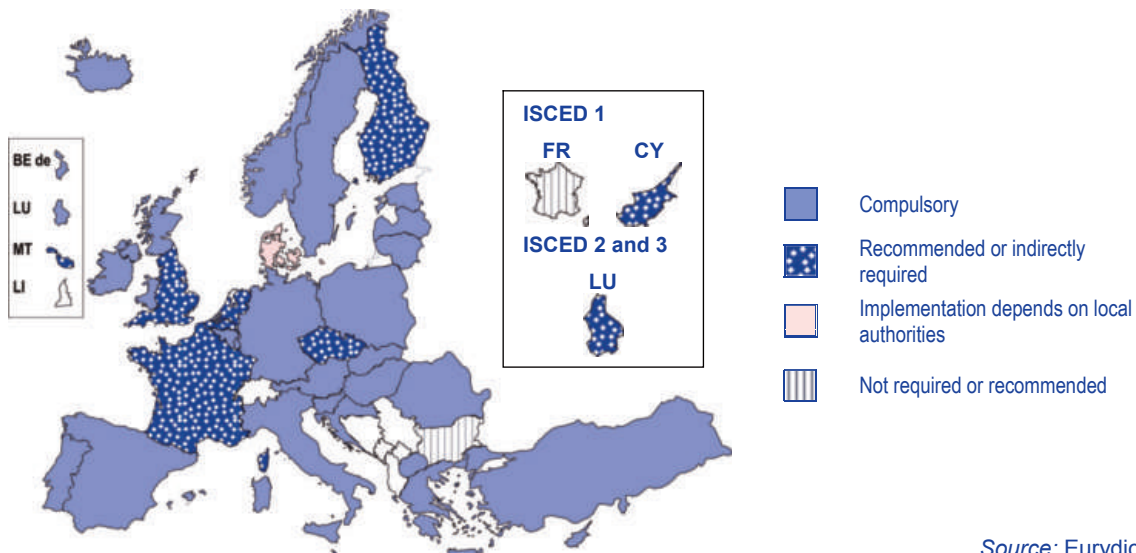 BE de
LU
MT
LI
ISCED 1
FR CY
ISCED 2 and 3
LU
Compulsory
Recommended or indirectly
required
Implementation depends on local
authorities
Not required or recommended
Source: Eurydic